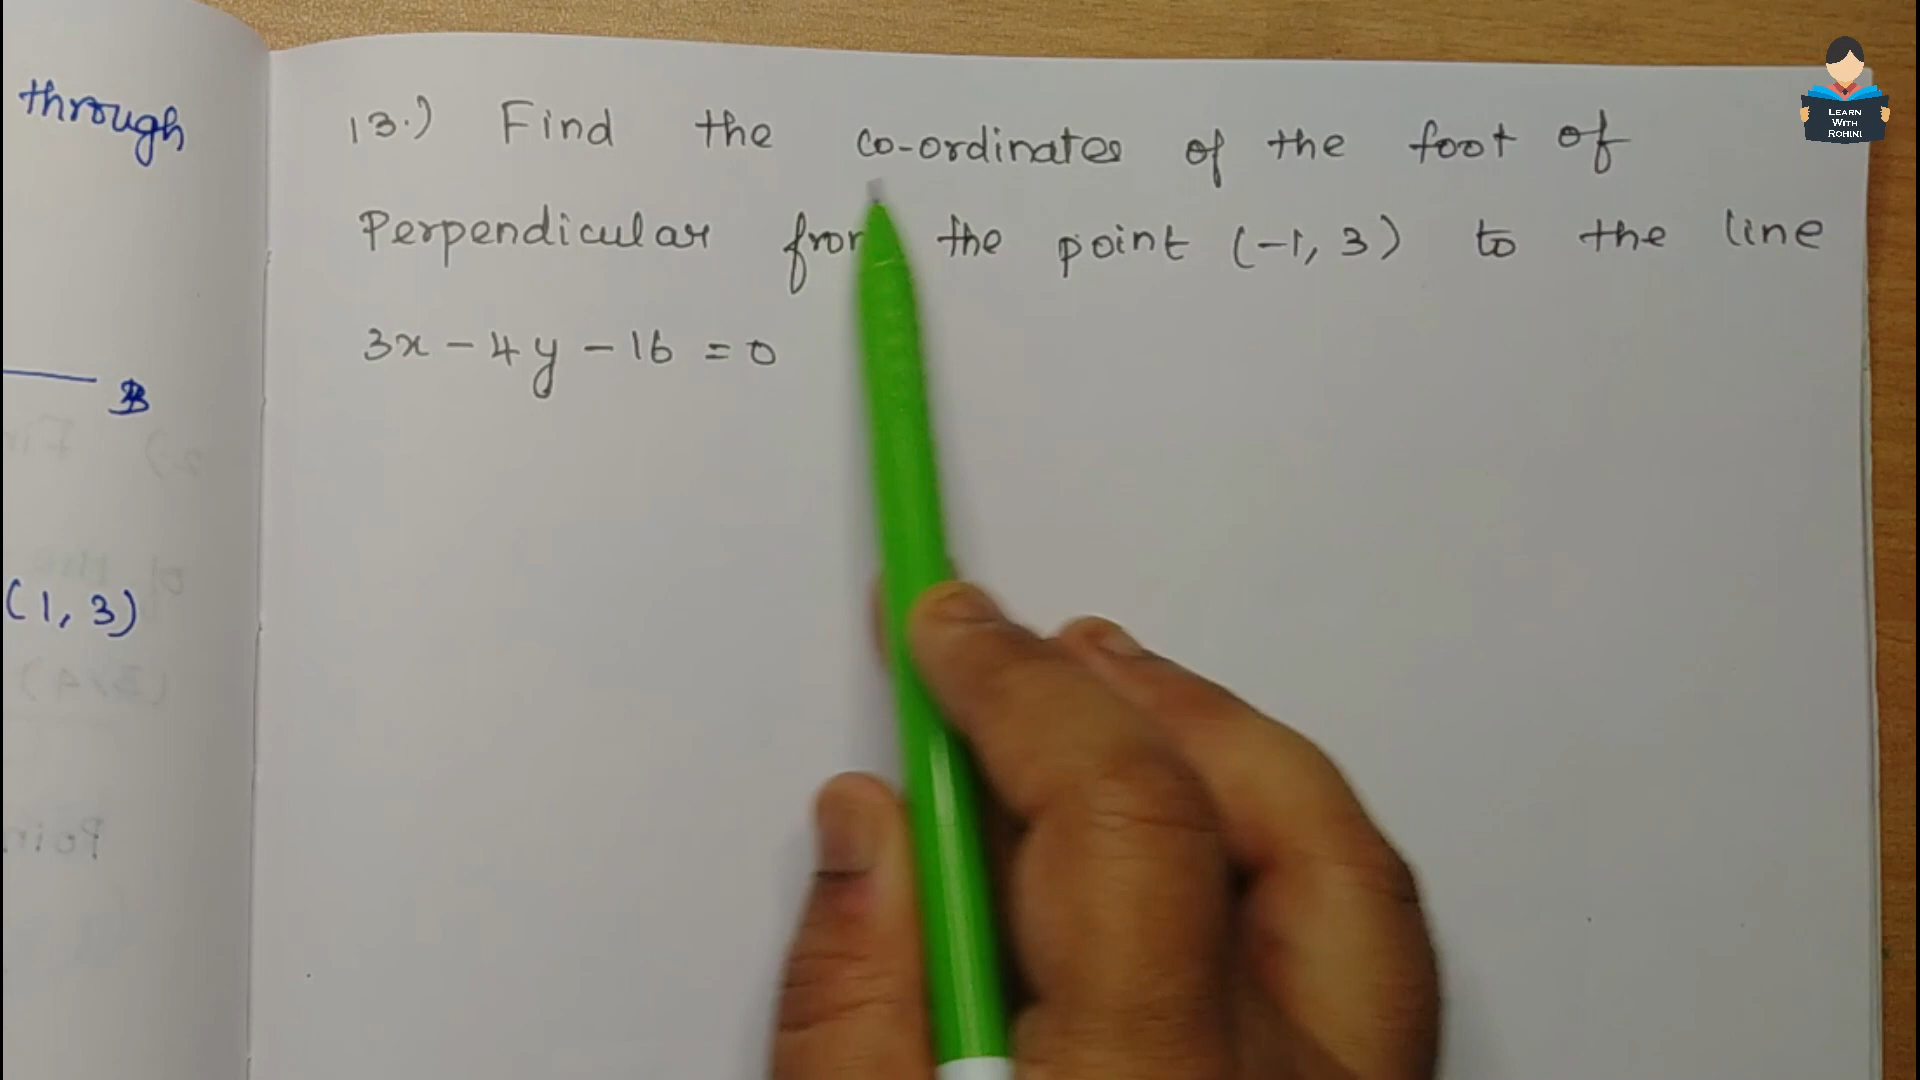 through
B
(1, 3)
13.) Find the co-ordinates of the foot of
Perpendicular from the point (-1, 3) to the line
3x - 4y - 16 = 0
LEARN
WITH
ROHINI